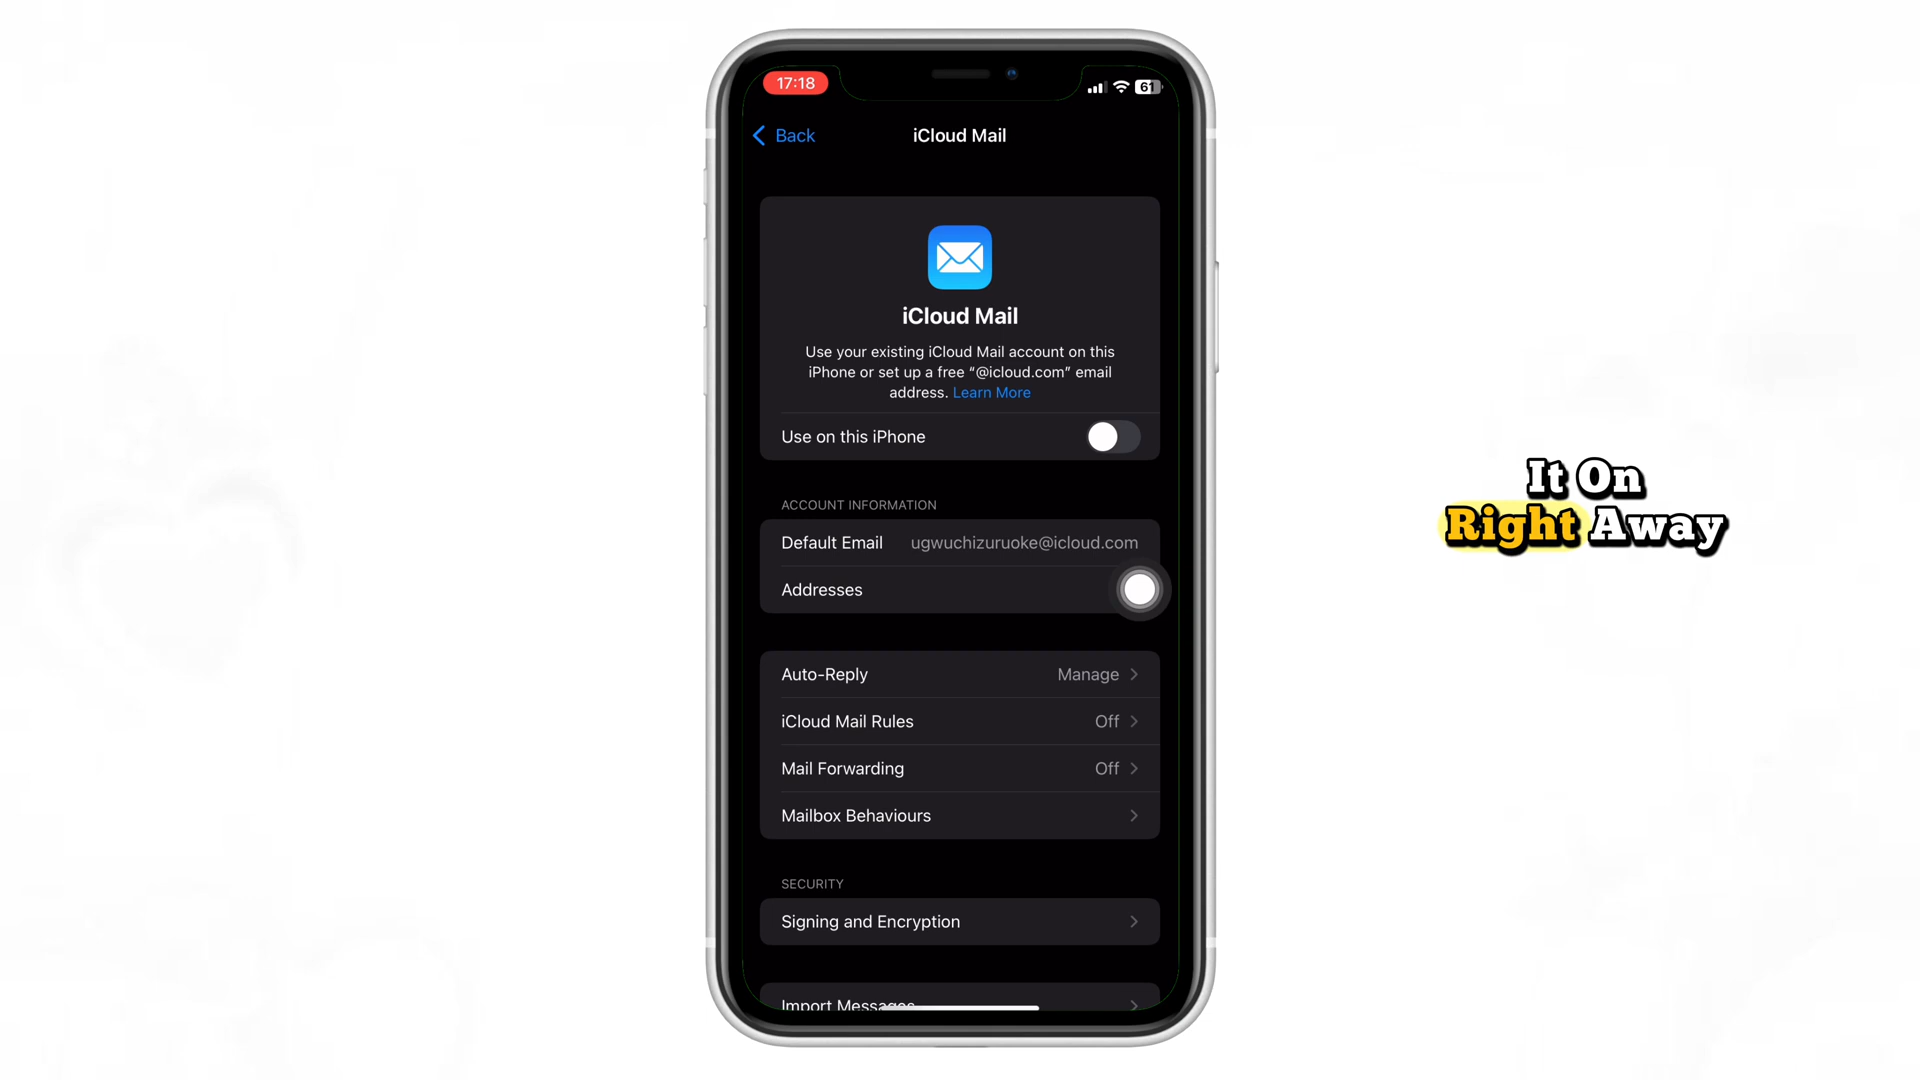 17:18
61
Back
iCloud Mail
iCloud Mail
Use your existing iCloud Mail account on this
iPhone or set up a free “@icloud.com” email
address. Learn More
Use on this iPhone
ACCOUNT INFORMATION
Default Email ugwuchizuruoke@icloud.com
Addresses
Auto-Reply Manage
iCloud Mail Rules Off
Mail Forwarding Off
Mailbox Behaviours
SECURITY
Signing and Encryption
Import Messages
It On
Right Away